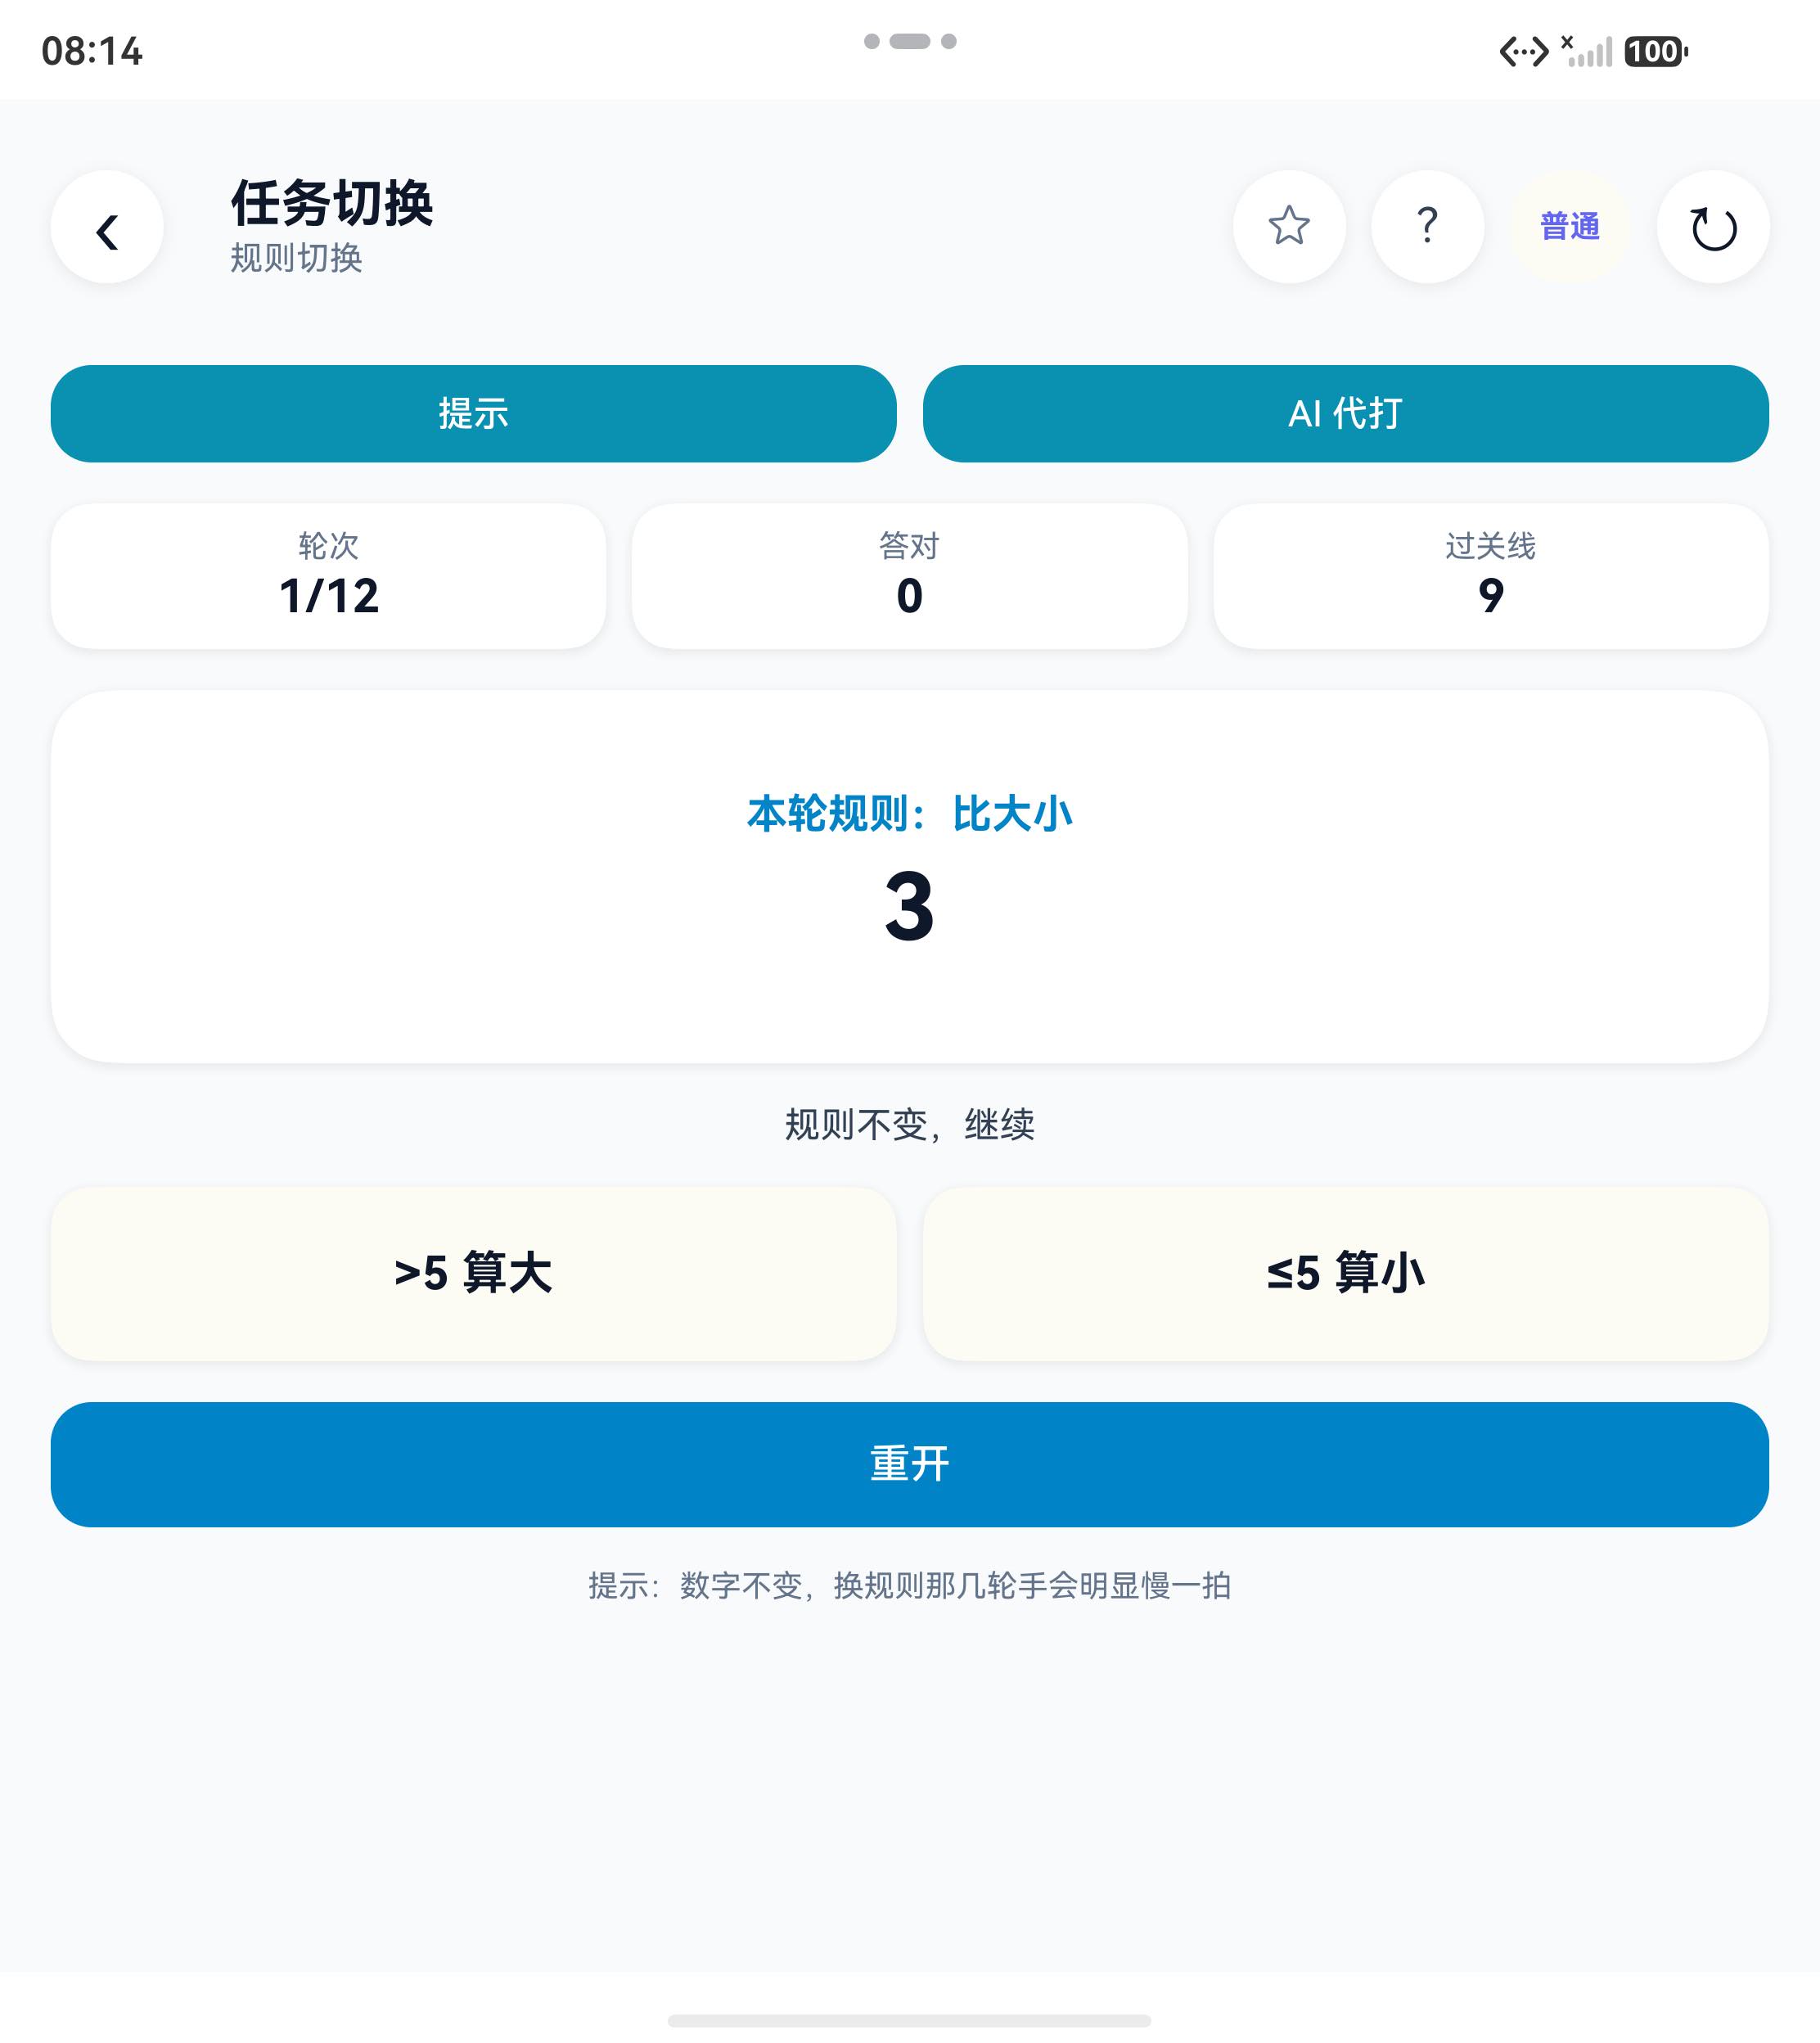 08:14
100
任务切换
规则切换
?
普通
提示
AI 代打
轮次
1/12
答对
0
过关线
9
本轮规则：比大小
3
规则不变，继续
>5 算大
≤5 算小
重开
提示：数字不变，换规则那几轮手会明显慢一拍